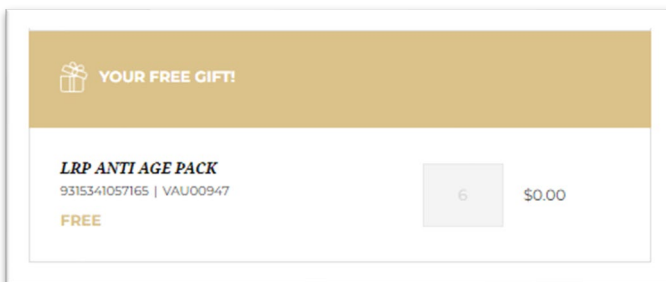 YOUR FREE GIFT!
LRP ANTI AGE PACK
9315341057165 | VAU00947
FREE
6
$0.00